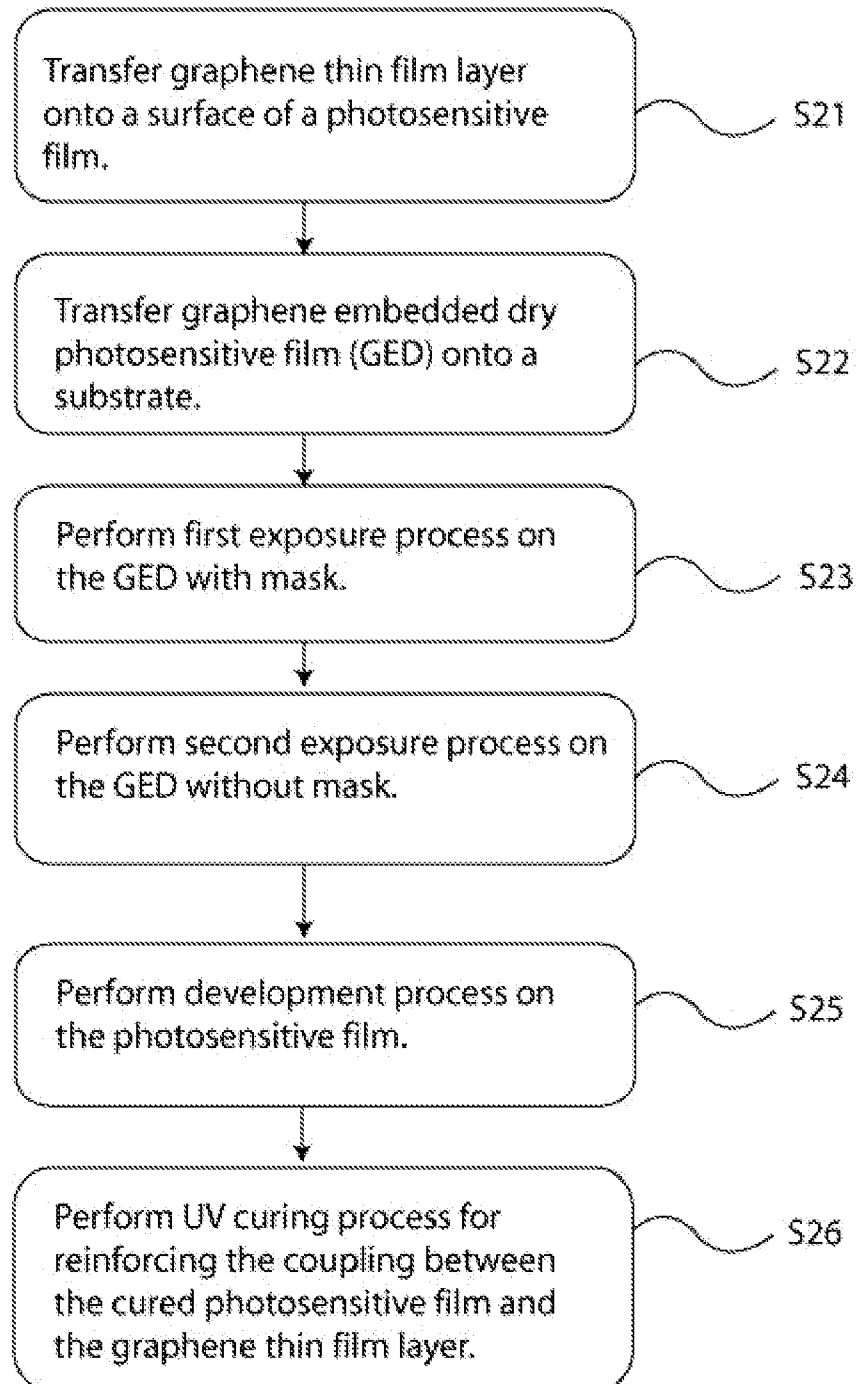 Transfer graphene thin film layer
onto a surface of a photosensitive
film.
S21
Transfer graphene embedded dry
photosensitive film (GED) onto a
substrate.
S22
Perform first exposure process on
the GED with mask.
S23
Perform second exposure process on
the GED without mask.
S24
Perform development process on
the photosensitive film.
S25
Perform UV curing process for
reinforcing the coupling between
the cured photosensitive film and
the graphene thin film layer.
S26